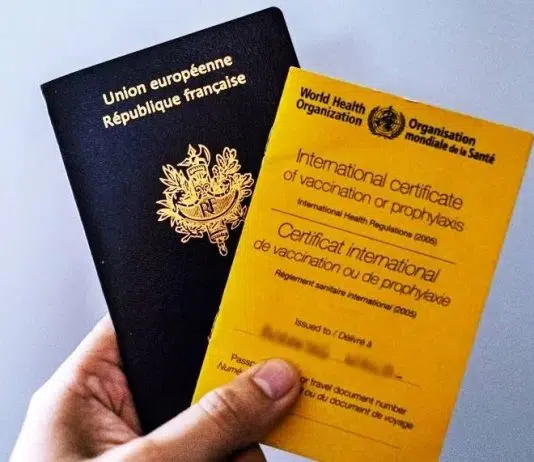 Union européenne
République française
World Health
Organization
Organisation
mondiale de la Santé
International certificate
of vaccination or prophylaxis
International Health Regulations (2005)
Certificat international
de vaccination ou de prophylaxie
Règlement sanitaire international (2005)
Issued to / Délivré à
or travel document number
ou du document de voyage